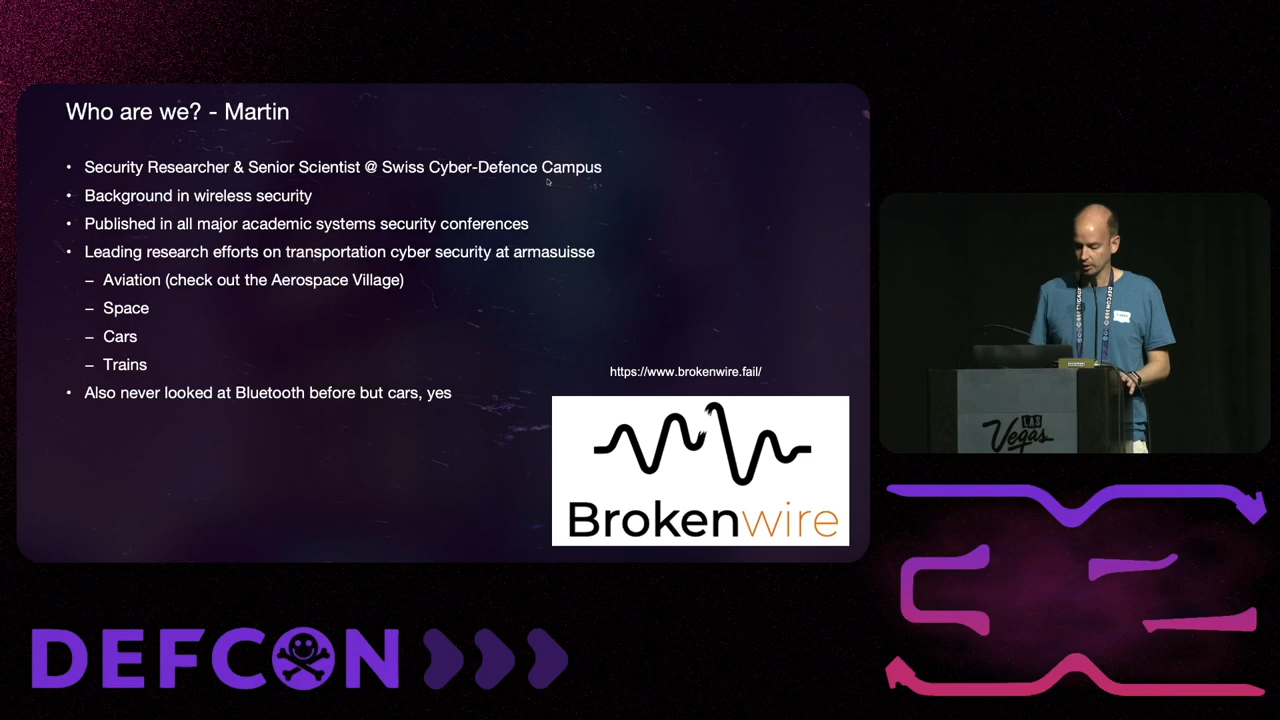 Who are we? - Martin
• Security Researcher & Senior Scientist @ Swiss Cyber-Defence Campus
• Background in wireless security
• Published in all major academic systems security conferences
• Leading research efforts on transportation cyber security at armasuisse
– Aviation (check out the Aerospace Village)
– Space
– Cars
– Trains
• Also never looked at Bluetooth before but cars, yes
https://www.brokenwire.fail/
Brokenwire
DEFCON
LAS
Vegas
DEFCON